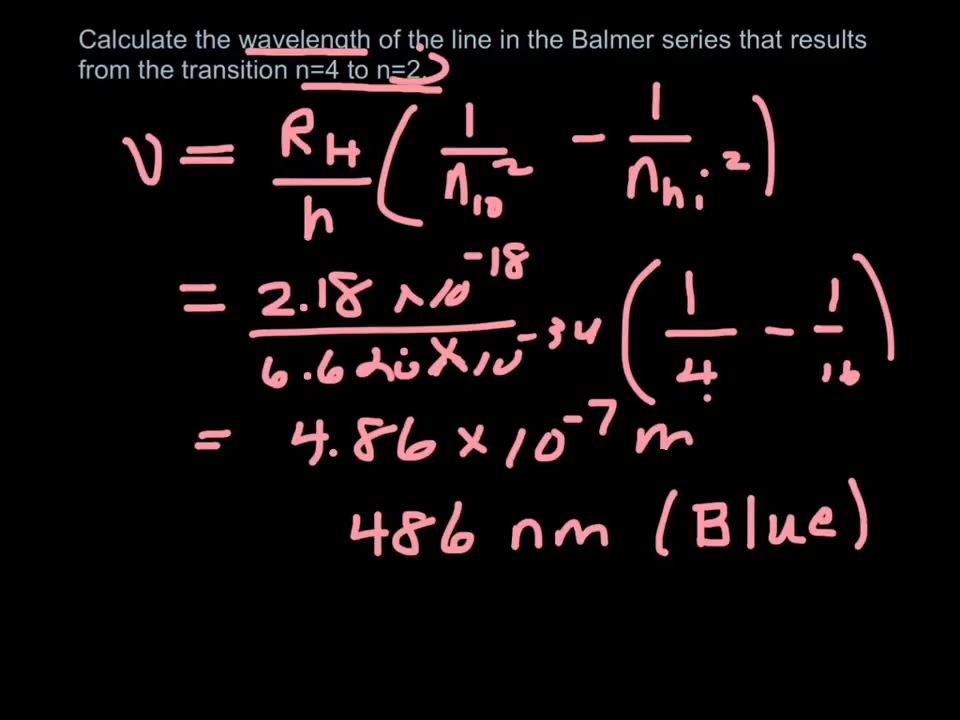 Calculate the wavelength of the line in the Balmer series that results
from the transition n=4 to n=2.
ν = R_H / h ( 1 / n_lo² − 1 / n_hi² )
= 2.18 × 10⁻¹⁸ / 6.626 × 10⁻³⁴ ( 1 / 4 − 1 / 16 )
= 4.86 × 10⁻⁷ m
486 nm (Blue)